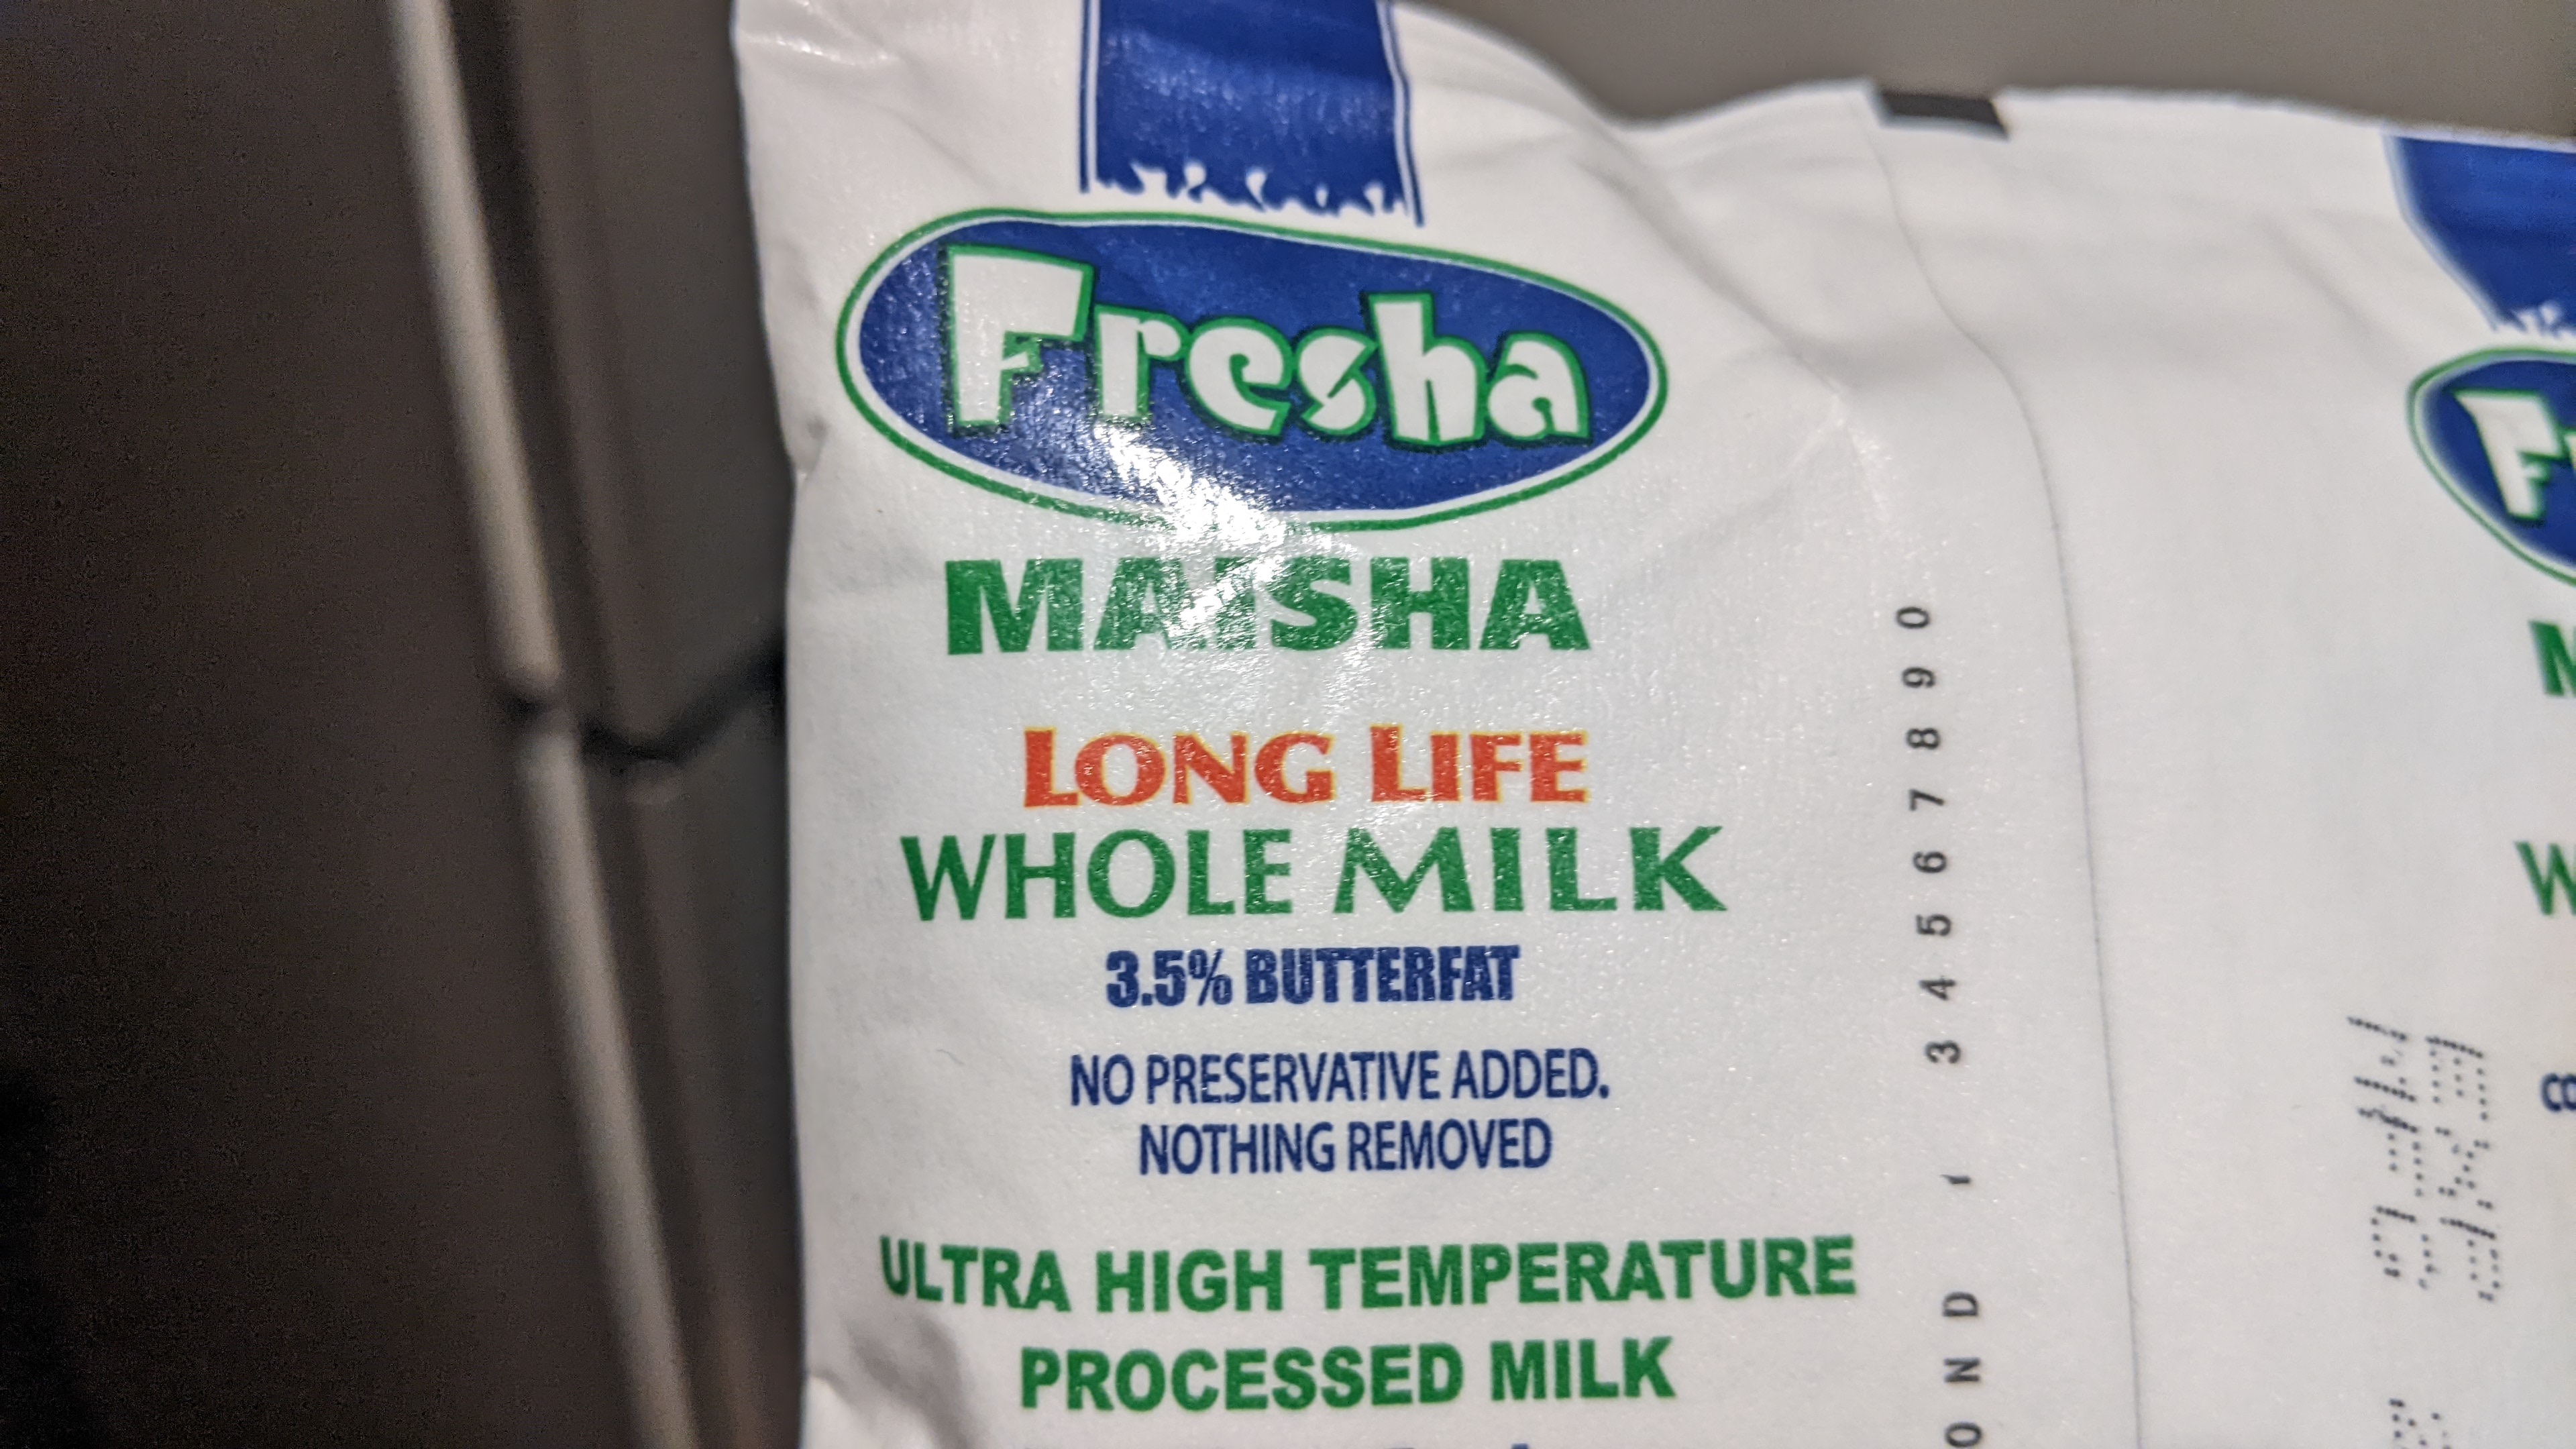 Fresha
MAISHA
LONG LIFE
WHOLE MILK
3.5% BUTTERFAT
NO PRESERVATIVE ADDED.
NOTHING REMOVED
ULTRA HIGH TEMPERATURE
PROCESSED MILK
O N D / 3 4 5 6 7 8 9 0